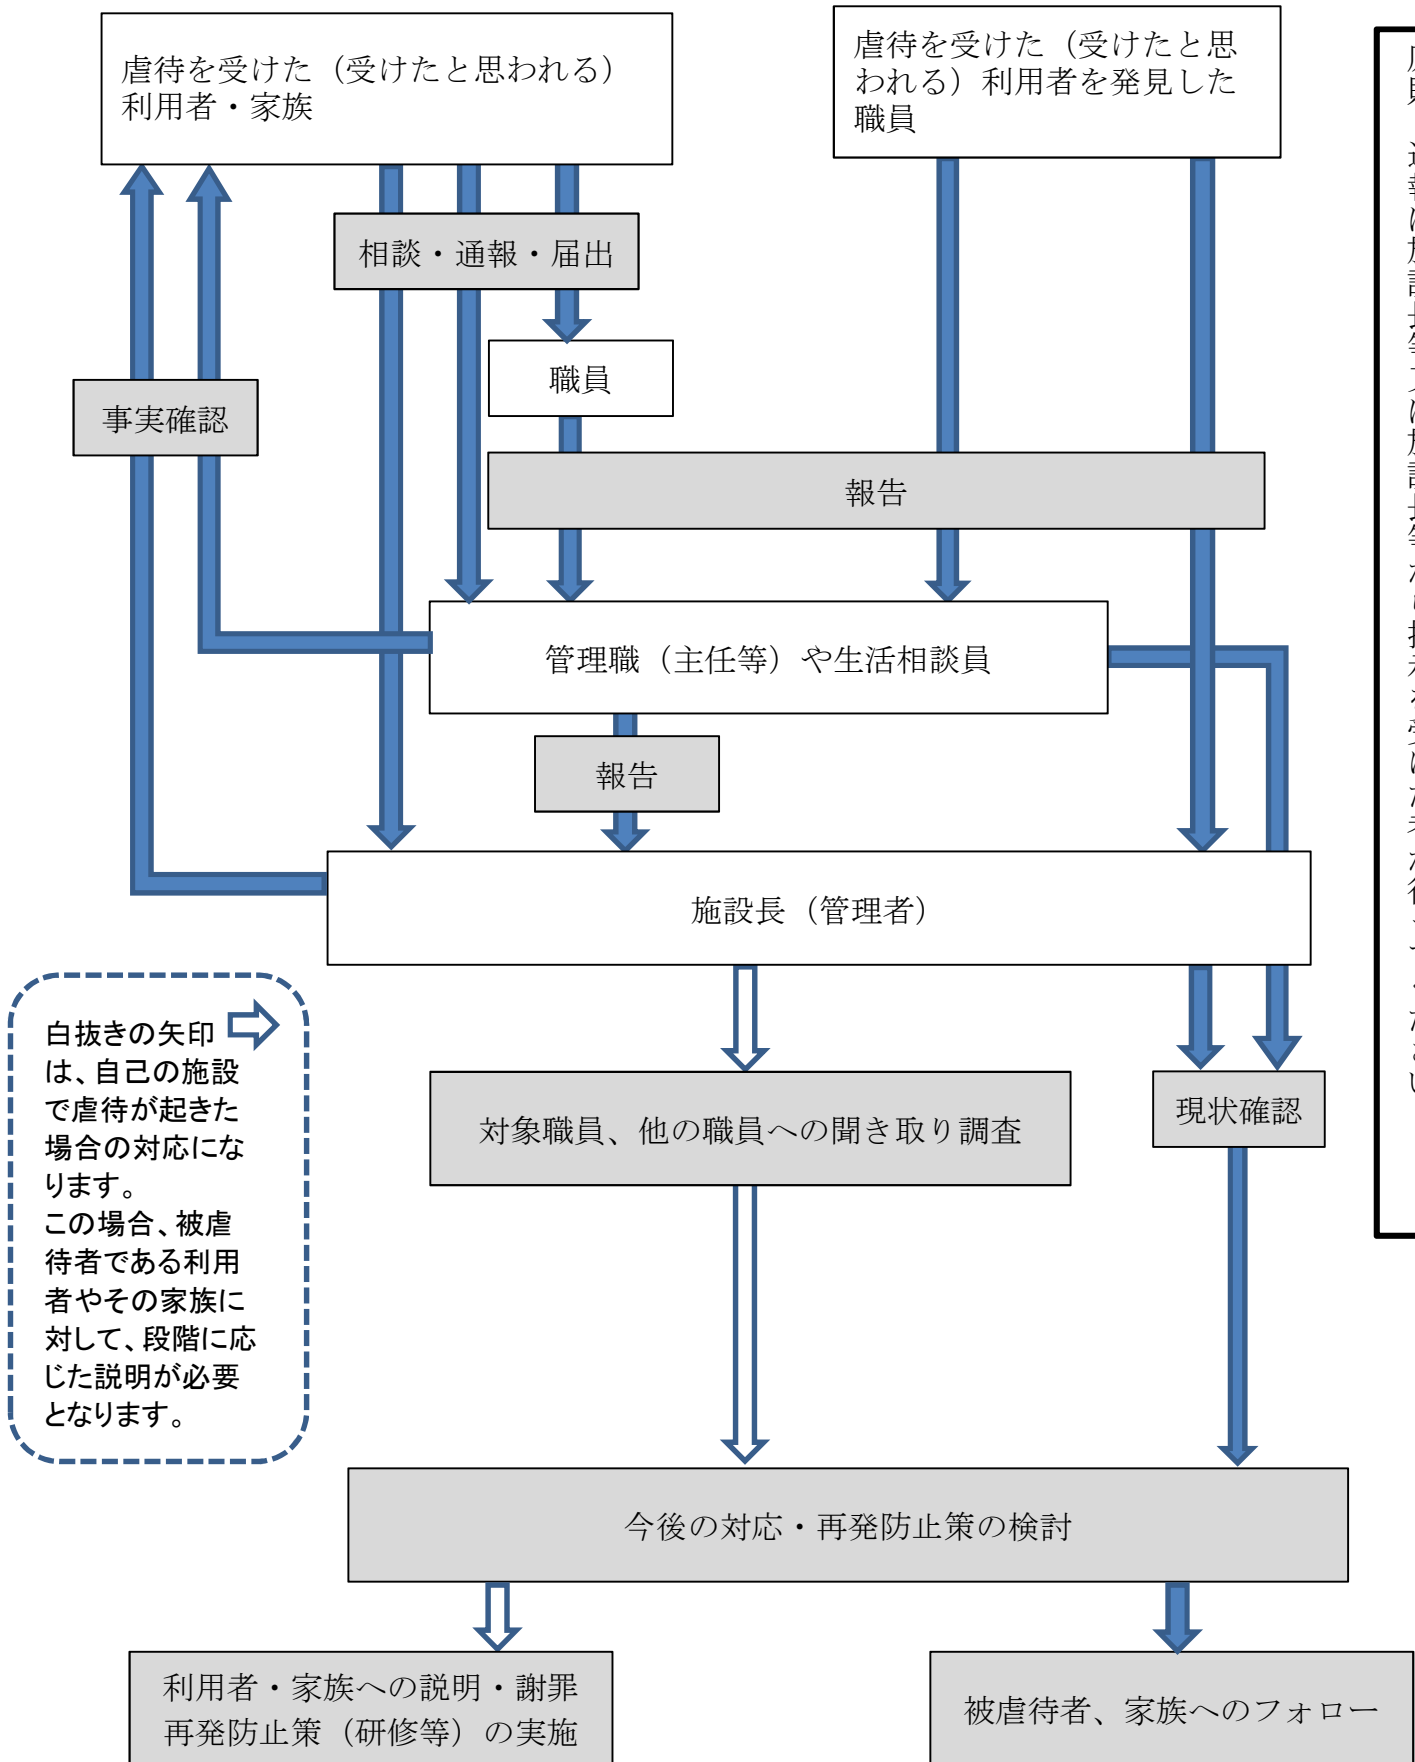 虐待を受けた（受けたと思われる）
利用者・家族
虐待を受けた（受けたと思
われる）利用者を発見した
職員
相談・通報・届出
職員
事実確認
報告
管理職（主任等）や生活相談員
報告
施設長（管理者）
白抜きの矢印
は、自己の施設
で虐待が起きた
場合の対応にな
ります。
この場合、被虐
待者である利用
者やその家族に
対して、段階に応
じた説明が必要
となります。
対象職員、他の職員への聞き取り調査
現状確認
今後の対応・再発防止策の検討
利用者・家族への説明・謝罪
再発防止策（研修等）の実施
被虐待者、家族へのフォロー